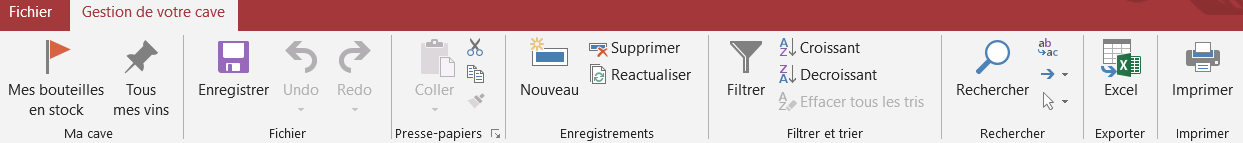 Fichier
Gestion de votre cave
Mes bouteilles
en stock
Tous
mes vins
Ma cave
Enregistrer
Undo
Redo
Fichier
Coller
Presse-papiers
Nouveau
Supprimer
Reactualiser
Enregistrements
Filtrer
Croissant
Decroissant
Effacer tous les tris
Filtrer et trier
Rechercher
Rechercher
Excel
Exporter
Imprimer
Imprimer